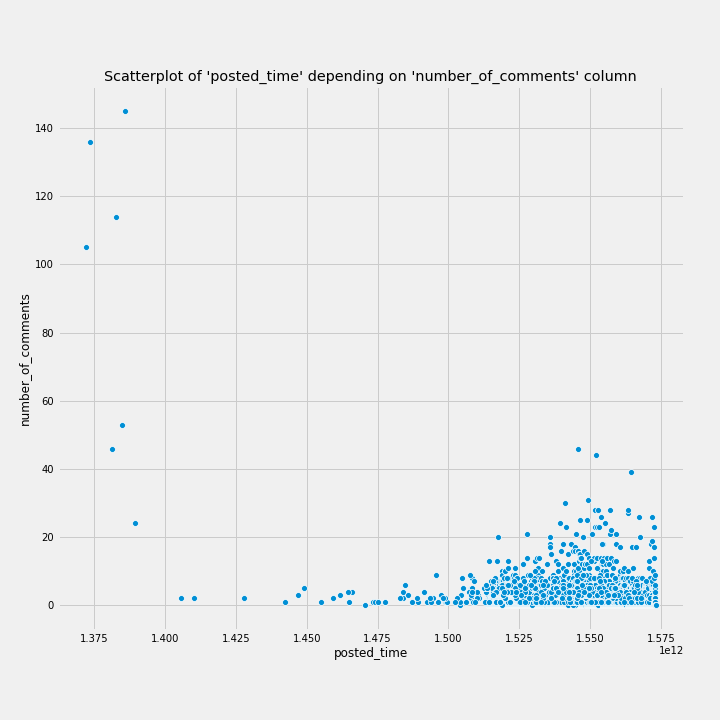 Scatterplot of 'posted_time' depending on 'number_of_comments' column
number_of_comments
140
120
100
80
60
40
20
0
1.375 1.400 1.425 1.450 1.475 1.500 1.525 1.550 1.575
1e12
posted_time